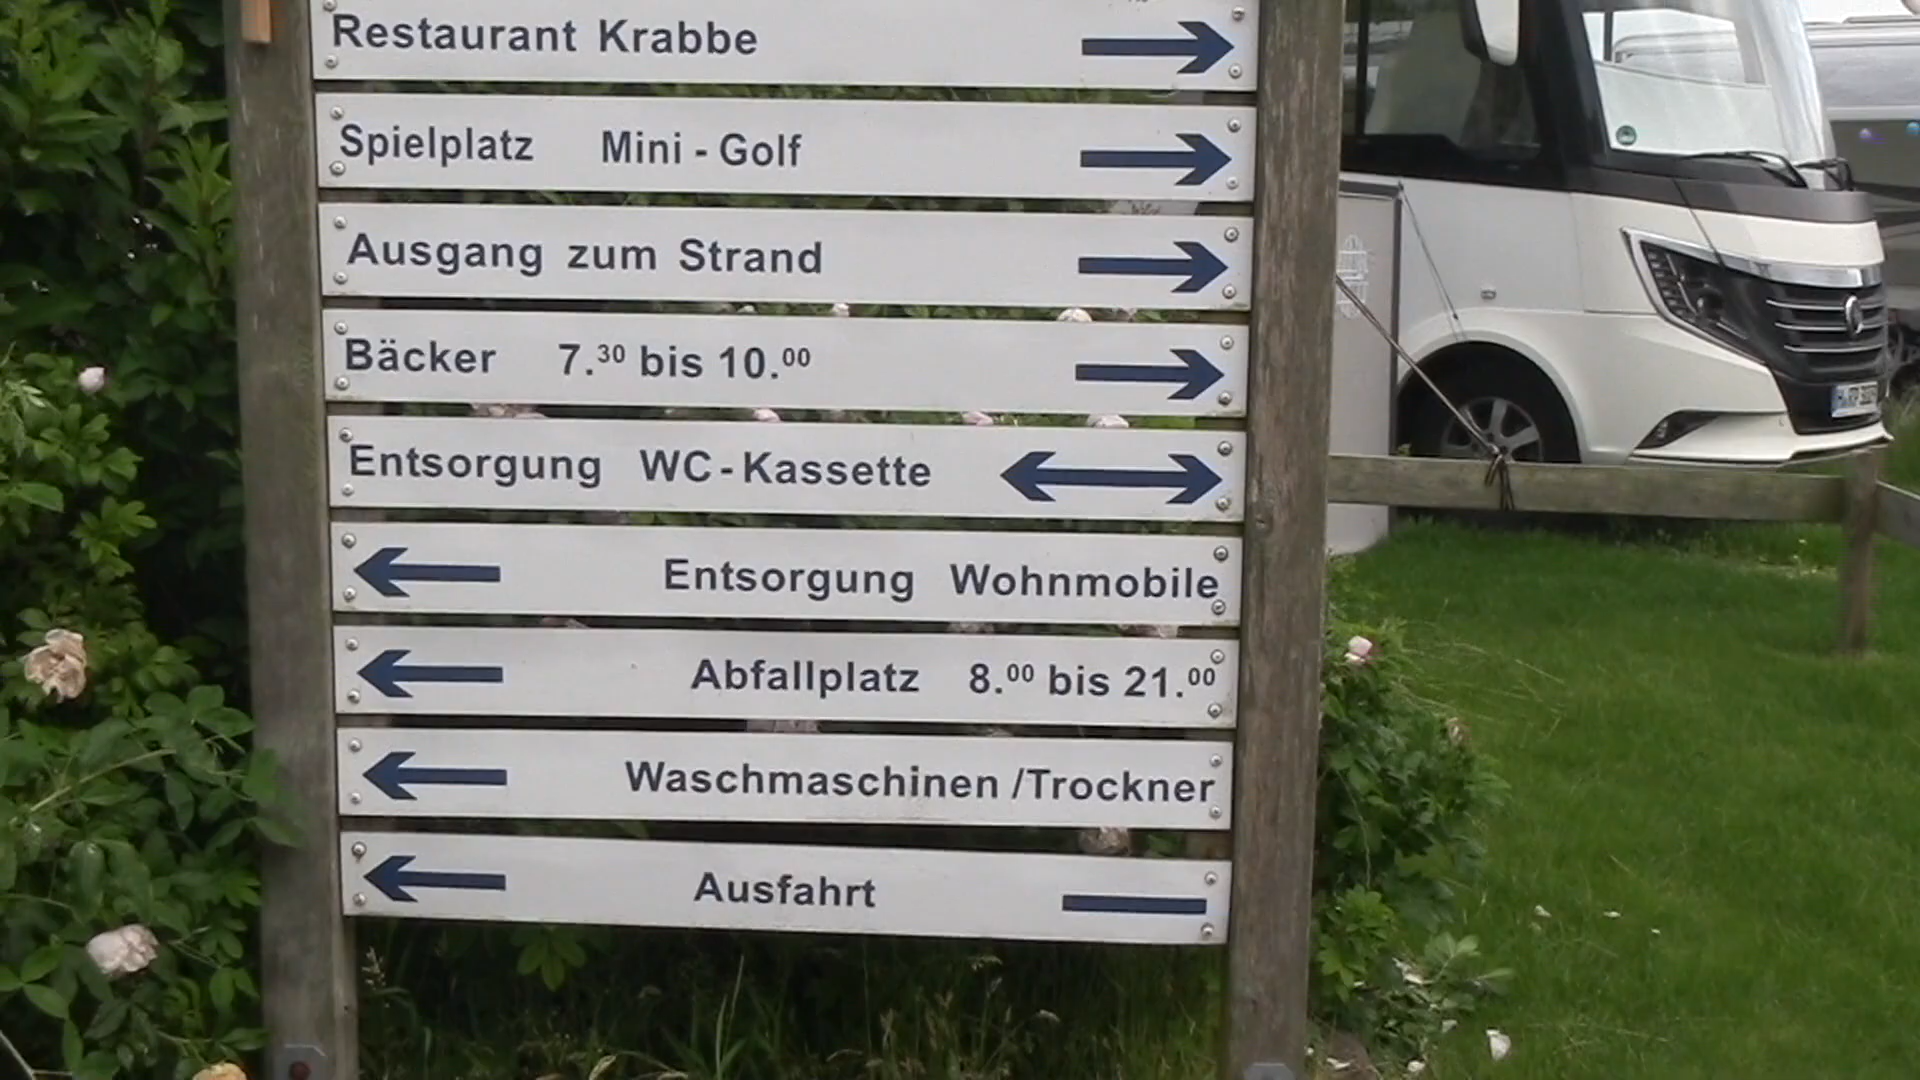 Restaurant Krabbe
Spielplatz Mini - Golf
Ausgang zum Strand
Bäcker 7.30 bis 10.00
Entsorgung WC - Kassette
Entsorgung Wohnmobile
Abfallplatz 8.00 bis 21.00
Waschmaschinen /Trockner
Ausfahrt